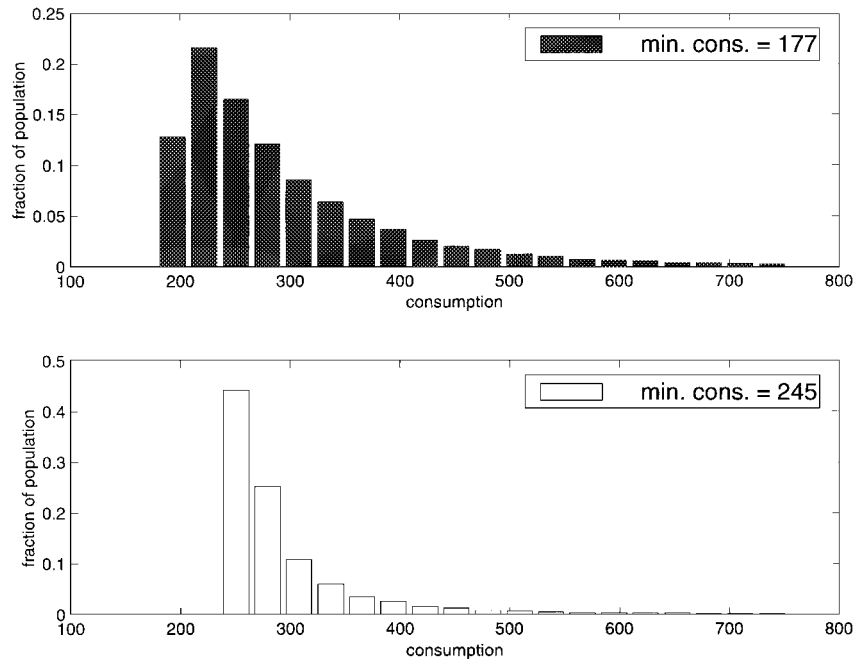 0.25
0.2
0.15
0.1
0.05
0
fraction of population
min. cons. = 177
100 200 300 400 500 600 700 800
consumption
0.5
0.4
0.3
0.2
0.1
0
fraction of population
min. cons. = 245
100 200 300 400 500 600 700 800
consumption